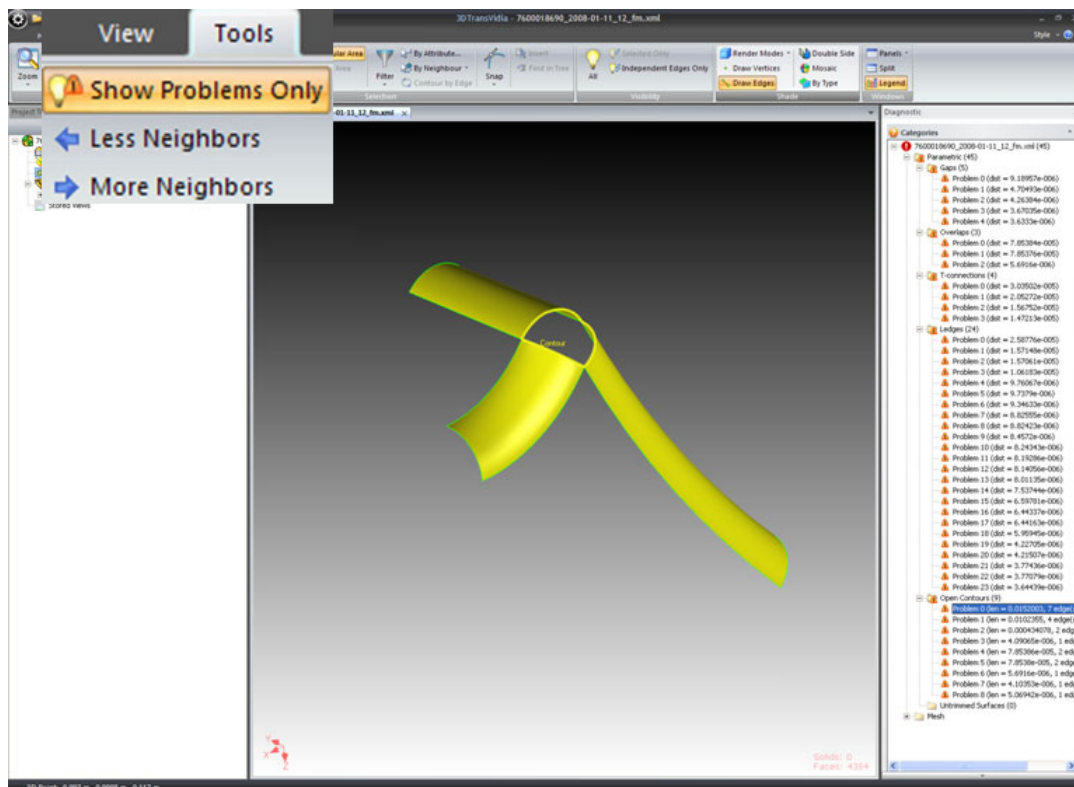 3DTransVidia - 7600018690_2008-01-11_12_fm.xml
View
Tools
Style
Show Problems Only
Less Neighbors
More Neighbors
Zoom
Area
Area
Filter
By Attribute...
By Neighbour
Contour by Edge
Snap
Insert
Find in Tree
Selection
All
Selected Only
Independent Edges Only
Visibility
Render Modes
Draw Vertices
Draw Edges
Double Side
Mosaic
By Type
Shade
Panels
Split
Legend
Windows
-01-11_12_fm.xml
Stored Views
Contour
Y
X
Z
Solids: 0
Faces: 4364
Diagnostic
Categories
7600018690_2008-01-11_12_fm.xml (45)
Parametric (45)
Gaps (5)
Problem 0 (dist = 9.18957e-006)
Problem 1 (dist = 4.70493e-006)
Problem 2 (dist = 4.26384e-006)
Problem 3 (dist = 3.67035e-006)
Problem 4 (dist = 3.6333e-006)
Overlaps (3)
Problem 0 (dist = 7.85384e-005)
Problem 1 (dist = 7.85376e-005)
Problem 2 (dist = 5.6916e-006)
T-connections (4)
Problem 0 (dist = 3.03502e-005)
Problem 1 (dist = 2.05272e-005)
Problem 2 (dist = 1.56752e-005)
Problem 3 (dist = 1.47213e-005)
Ledges (24)
Problem 0 (dist = 2.58776e-005)
Problem 1 (dist = 1.57148e-005)
Problem 2 (dist = 1.57061e-005)
Problem 3 (dist = 1.06183e-005)
Problem 4 (dist = 9.76067e-006)
Problem 5 (dist = 9.7379e-006)
Problem 6 (dist = 9.34633e-006)
Problem 7 (dist = 8.82555e-006)
Problem 8 (dist = 8.82423e-006)
Problem 9 (dist = 8.4572e-006)
Problem 10 (dist = 8.24343e-006)
Problem 11 (dist = 8.19286e-006)
Problem 12 (dist = 8.14056e-006)
Problem 13 (dist = 8.01135e-006)
Problem 14 (dist = 7.53744e-006)
Problem 15 (dist = 6.59781e-006)
Problem 16 (dist = 6.44337e-006)
Problem 17 (dist = 6.44163e-006)
Problem 18 (dist = 5.95945e-006)
Problem 19 (dist = 4.22705e-006)
Problem 20 (dist = 4.21507e-006)
Problem 21 (dist = 3.77436e-006)
Problem 22 (dist = 3.77079e-006)
Problem 23 (dist = 3.64439e-006)
Open Contours (9)
Problem 0 (len = 0.0152003, 7 edge(
Problem 1 (len = 0.0102355, 4 edge(
Problem 2 (len = 0.000434078, 2 edg
Problem 3 (len = 4.09065e-006, 1 ed
Problem 4 (len = 7.85386e-005, 2 ed
Problem 5 (len = 7.8538e-005, 2 edge
Problem 6 (len = 5.6916e-006, 1 edge
Problem 7 (len = 4.10353e-006, 1 ed
Problem 8 (len = 5.06942e-006, 1 ed
Untrimmed Surfaces (0)
Mesh